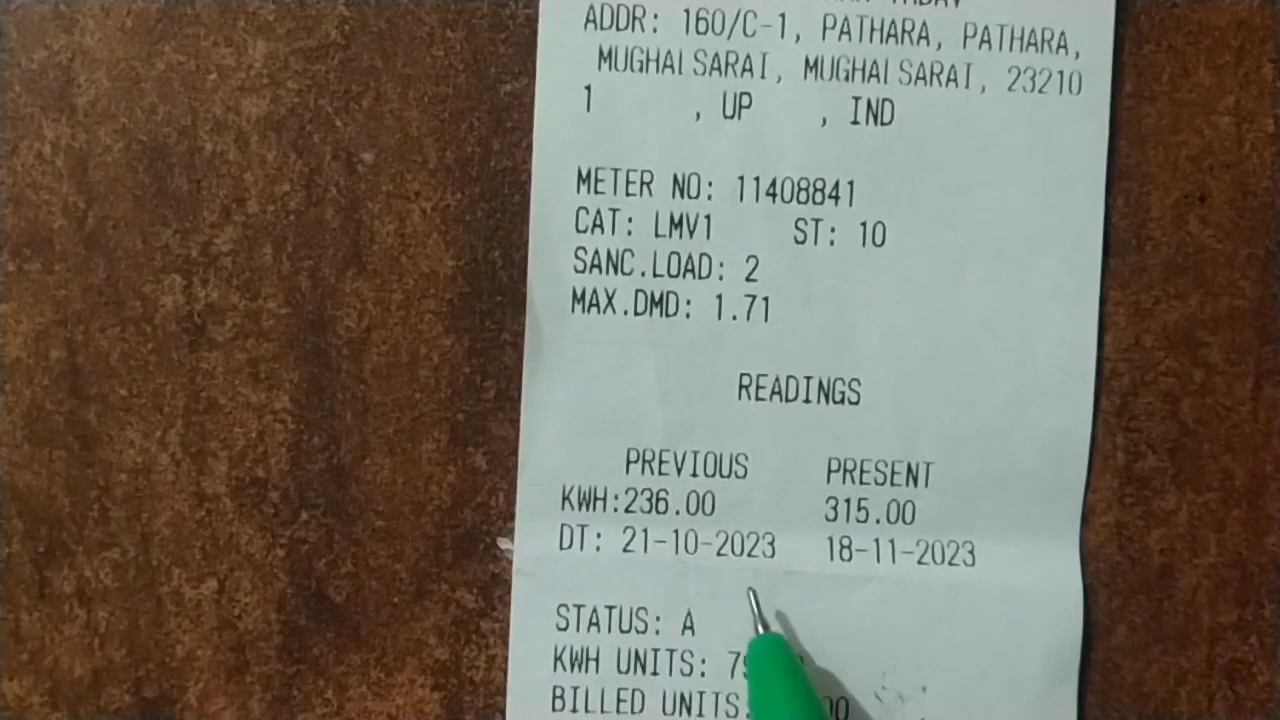 YADAV
ADDR: 160/C-1, PATHARA, PATHARA,
MUGHALSARAI, MUGHALSARAI, 23210
1 , UP , IND
METER NO: 11408841
CAT: LMV1 ST: 10
SANC.LOAD: 2
MAX.DMD: 1.71
READINGS
PREVIOUS PRESENT
KWH:236.00 315.00
DT: 21-10-2023 18-11-2023
STATUS: A
KWH UNITS:
BILLED UNITS